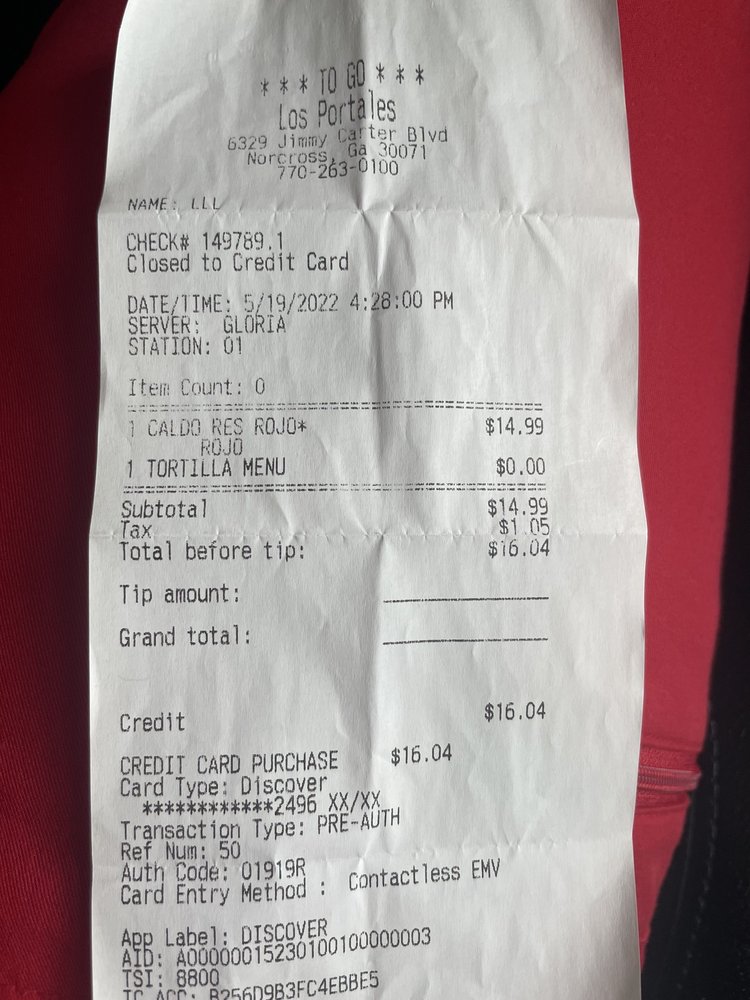 * * * TO GO * * *
Los Portales
6329 Jimmy Carter Blvd
Norcross, Ga 30071
770-263-0100
NAME: LLL
CHECK# 149789.1
Closed to Credit Card
DATE/TIME: 5/19/2022 4:28:00 PM
SERVER: GLORIA
STATION: 01
Item Count: 0
1 CALDO RES ROJO* $14.99
ROJO
1 TORTILLA MENU $0.00
Subtotal $14.99
Tax $1.05
Total before tip: $16.04
Tip amount:
Grand total:
Credit $16.04
CREDIT CARD PURCHASE $16.04
Card Type: Discover
************2496 XX/XX
Transaction Type: PRE-AUTH
Ref Num: 50
Auth Code: 01919R
Card Entry Method : Contactless EMV
App Label: DISCOVER
AID: A0000001523010010000003
TSI: 8800
TC ACC: B256D9B3FC4EBBE5